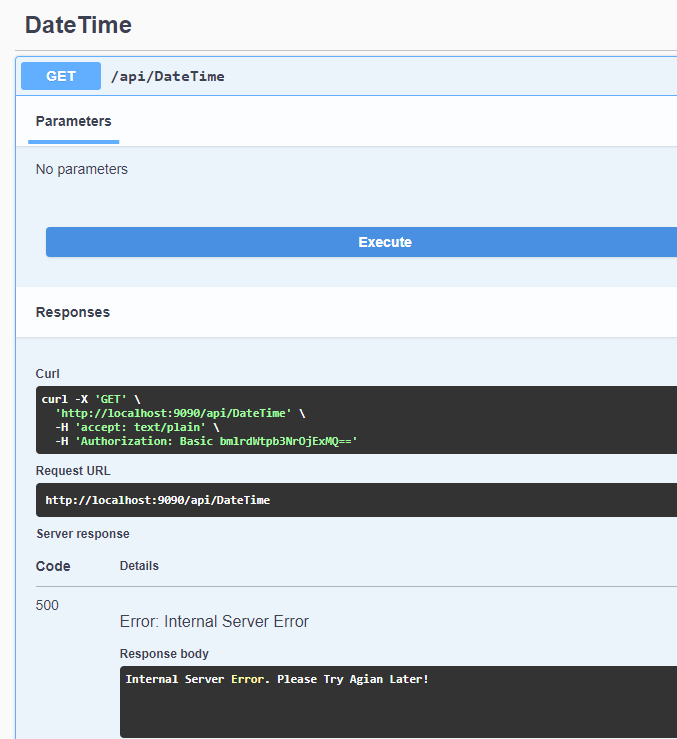 DateTime
GET /api/DateTime
Parameters
No parameters
Execute
Responses
Curl
curl -X 'GET' \
'http://localhost:9090/api/DateTime' \
-H 'accept: text/plain' \
-H 'Authorization: Basic bmlrdWtpb3NrOjExMQ=='
Request URL
http://localhost:9090/api/DateTime
Server response
Code Details
500
Error: Internal Server Error
Response body
Internal Server Error. Please Try Agian Later!